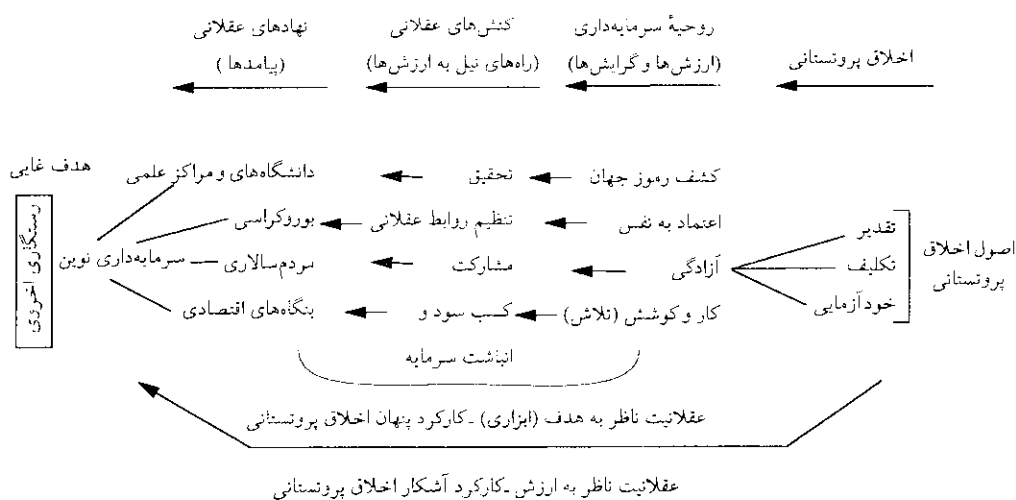 اخلاق پروتستانی
روحیهٔ سرمایه‌داری
(ارزش‌ها و گرایش‌ها)
کنش‌های عقلانی
(راه‌های نیل به ارزش‌ها)
نهادهای عقلانی
(پیامدها)
اصول اخلاق
پروتستانی
تقدیر
تکلیف
خودآزمایی
کشف رموز جهان
تحقیق
دانشگاه‌های و مراکز علمی
اعتماد به نفس
تنظیم روابط عقلانی
بوروکراسی
آزادگی
مشارکت
مردم‌سالاری
کار و کوشش (تلاش)
کسب سود و
انباشت سرمایه
بنگاه‌های اقتصادی
سرمایه‌داری نوین
هدف غایی
رستگاری اخروی
عقلانیت ناظر به هدف (ابزاری) ـ کارکرد پنهان اخلاق پروتستانی
عقلانیت ناظر به ارزش ـ کارکرد آشکار اخلاق پروتستانی